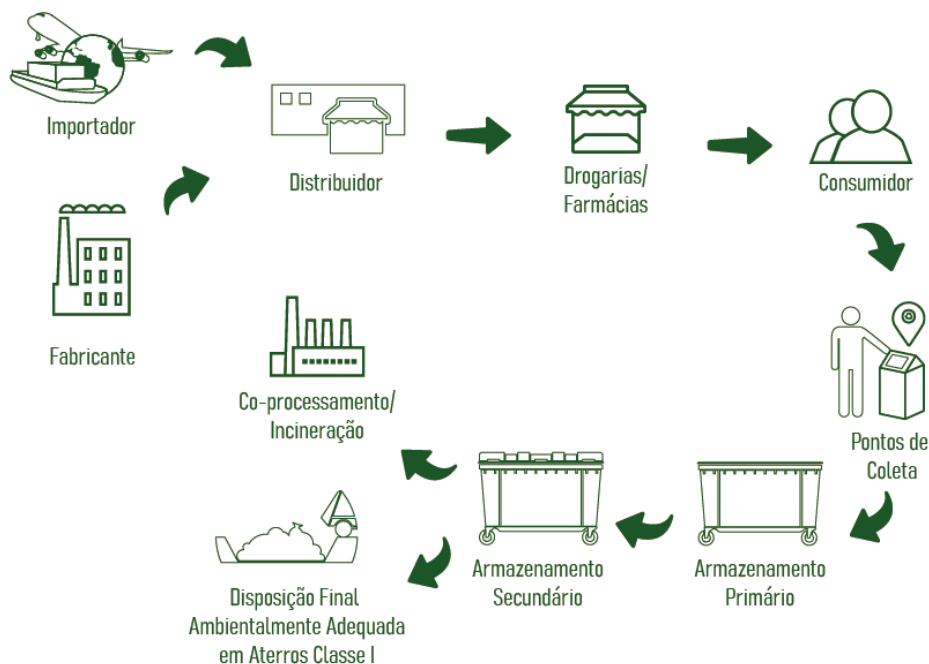 Importador
Distribuidor
Drogarias/
Farmácias
Consumidor
Fabricante
Pontos de
Coleta
Armazenamento
Primário
Armazenamento
Secundário
Co-processamento/
Incineração
Disposição Final
Ambientalmente Adequada
em Aterros Classe I